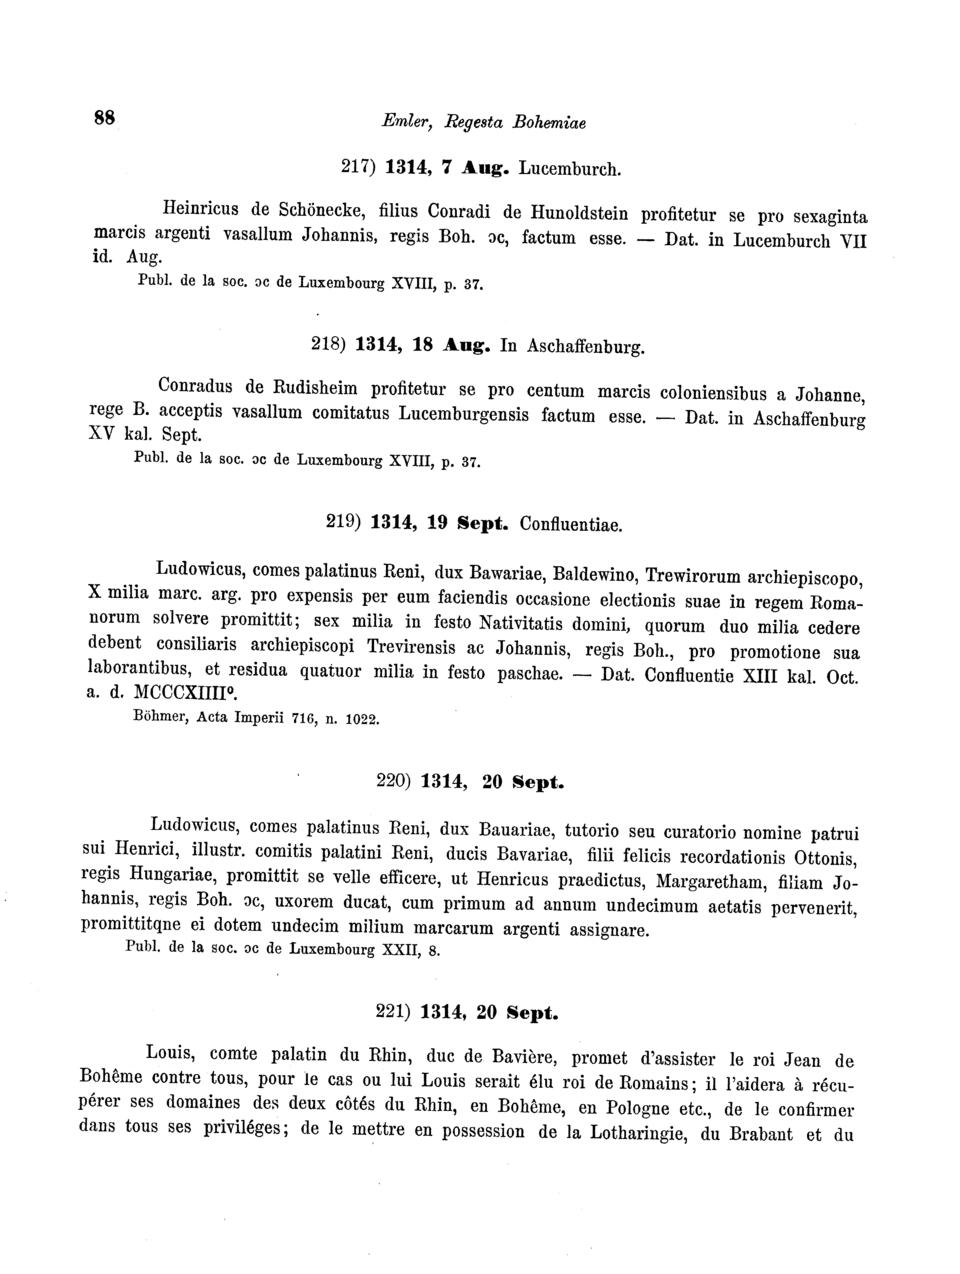 88
Emler, Regesta Bohemiae
217) 1314, 7 Aug. Lucemburch.
Heinricus de Schönecke, filius Conradi de Hunoldstein profitetur se pro sexaginta
marcis argenti vasallum Johannis, regis Boh. ɔc, factum esse. — Dat. in Lucemburch VII
id. Aug.
Publ. de la soc. ɔc de Luxembourg XVIII, p. 37.
218) 1314, 18 Aug. In Aschaffenburg.
Conradus de Rudisheim profitetur se pro centum marcis coloniensibus a Johanne,
rege B. acceptis vasallum comitatus Lucemburgensis factum esse. — Dat. in Aschaffenburg
XV kal. Sept.
Publ. de la soc. ɔc de Luxembourg XVIII, p. 37.
219) 1314, 19 Sept. Confluentiae.
Ludowicus, comes palatinus Reni, dux Bawariae, Baldewino, Trewirorum archiepiscopo,
X milia marc. arg. pro expensis per eum faciendis occasione electionis suae in regem Roma-
norum solvere promittit; sex milia in festo Nativitatis domini, quorum duo milia cedere
debent consiliaris archiepiscopi Trevirensis ac Johannis, regis Boh., pro promotione sua
laborantibus, et residua quatuor milia in festo paschae. — Dat. Confluentie XIII kal. Oct.
a. d. MCCCXIIII⁰.
Böhmer, Acta Imperii 716, n. 1022.
220) 1314, 20 Sept.
Ludowicus, comes palatinus Reni, dux Bauariae, tutorio seu curatorio nomine patrui
sui Henrici, illustr. comitis palatini Reni, ducis Bavariae, filii felicis recordationis Ottonis,
regis Hungariae, promittit se velle efficere, ut Henricus praedictus, Margaretham, filiam Jo-
hannis, regis Boh. ɔc, uxorem ducat, cum primum ad annum undecimum aetatis pervenerit,
promittitqne ei dotem undecim milium marcarum argenti assignare.
Publ. de la soc. ɔc de Luxembourg XXII, 8.
221) 1314, 20 Sept.
Louis, comte palatin du Rhin, duc de Bavière, promet d'assister le roi Jean de
Bohême contre tous, pour le cas ou lui Louis serait élu roi de Romains; il l'aidera à récu-
pérer ses domaines des deux côtés du Rhin, en Bohême, en Pologne etc., de le confirmer
dans tous ses priviléges; de le mettre en possession de la Lotharingie, du Brabant et du